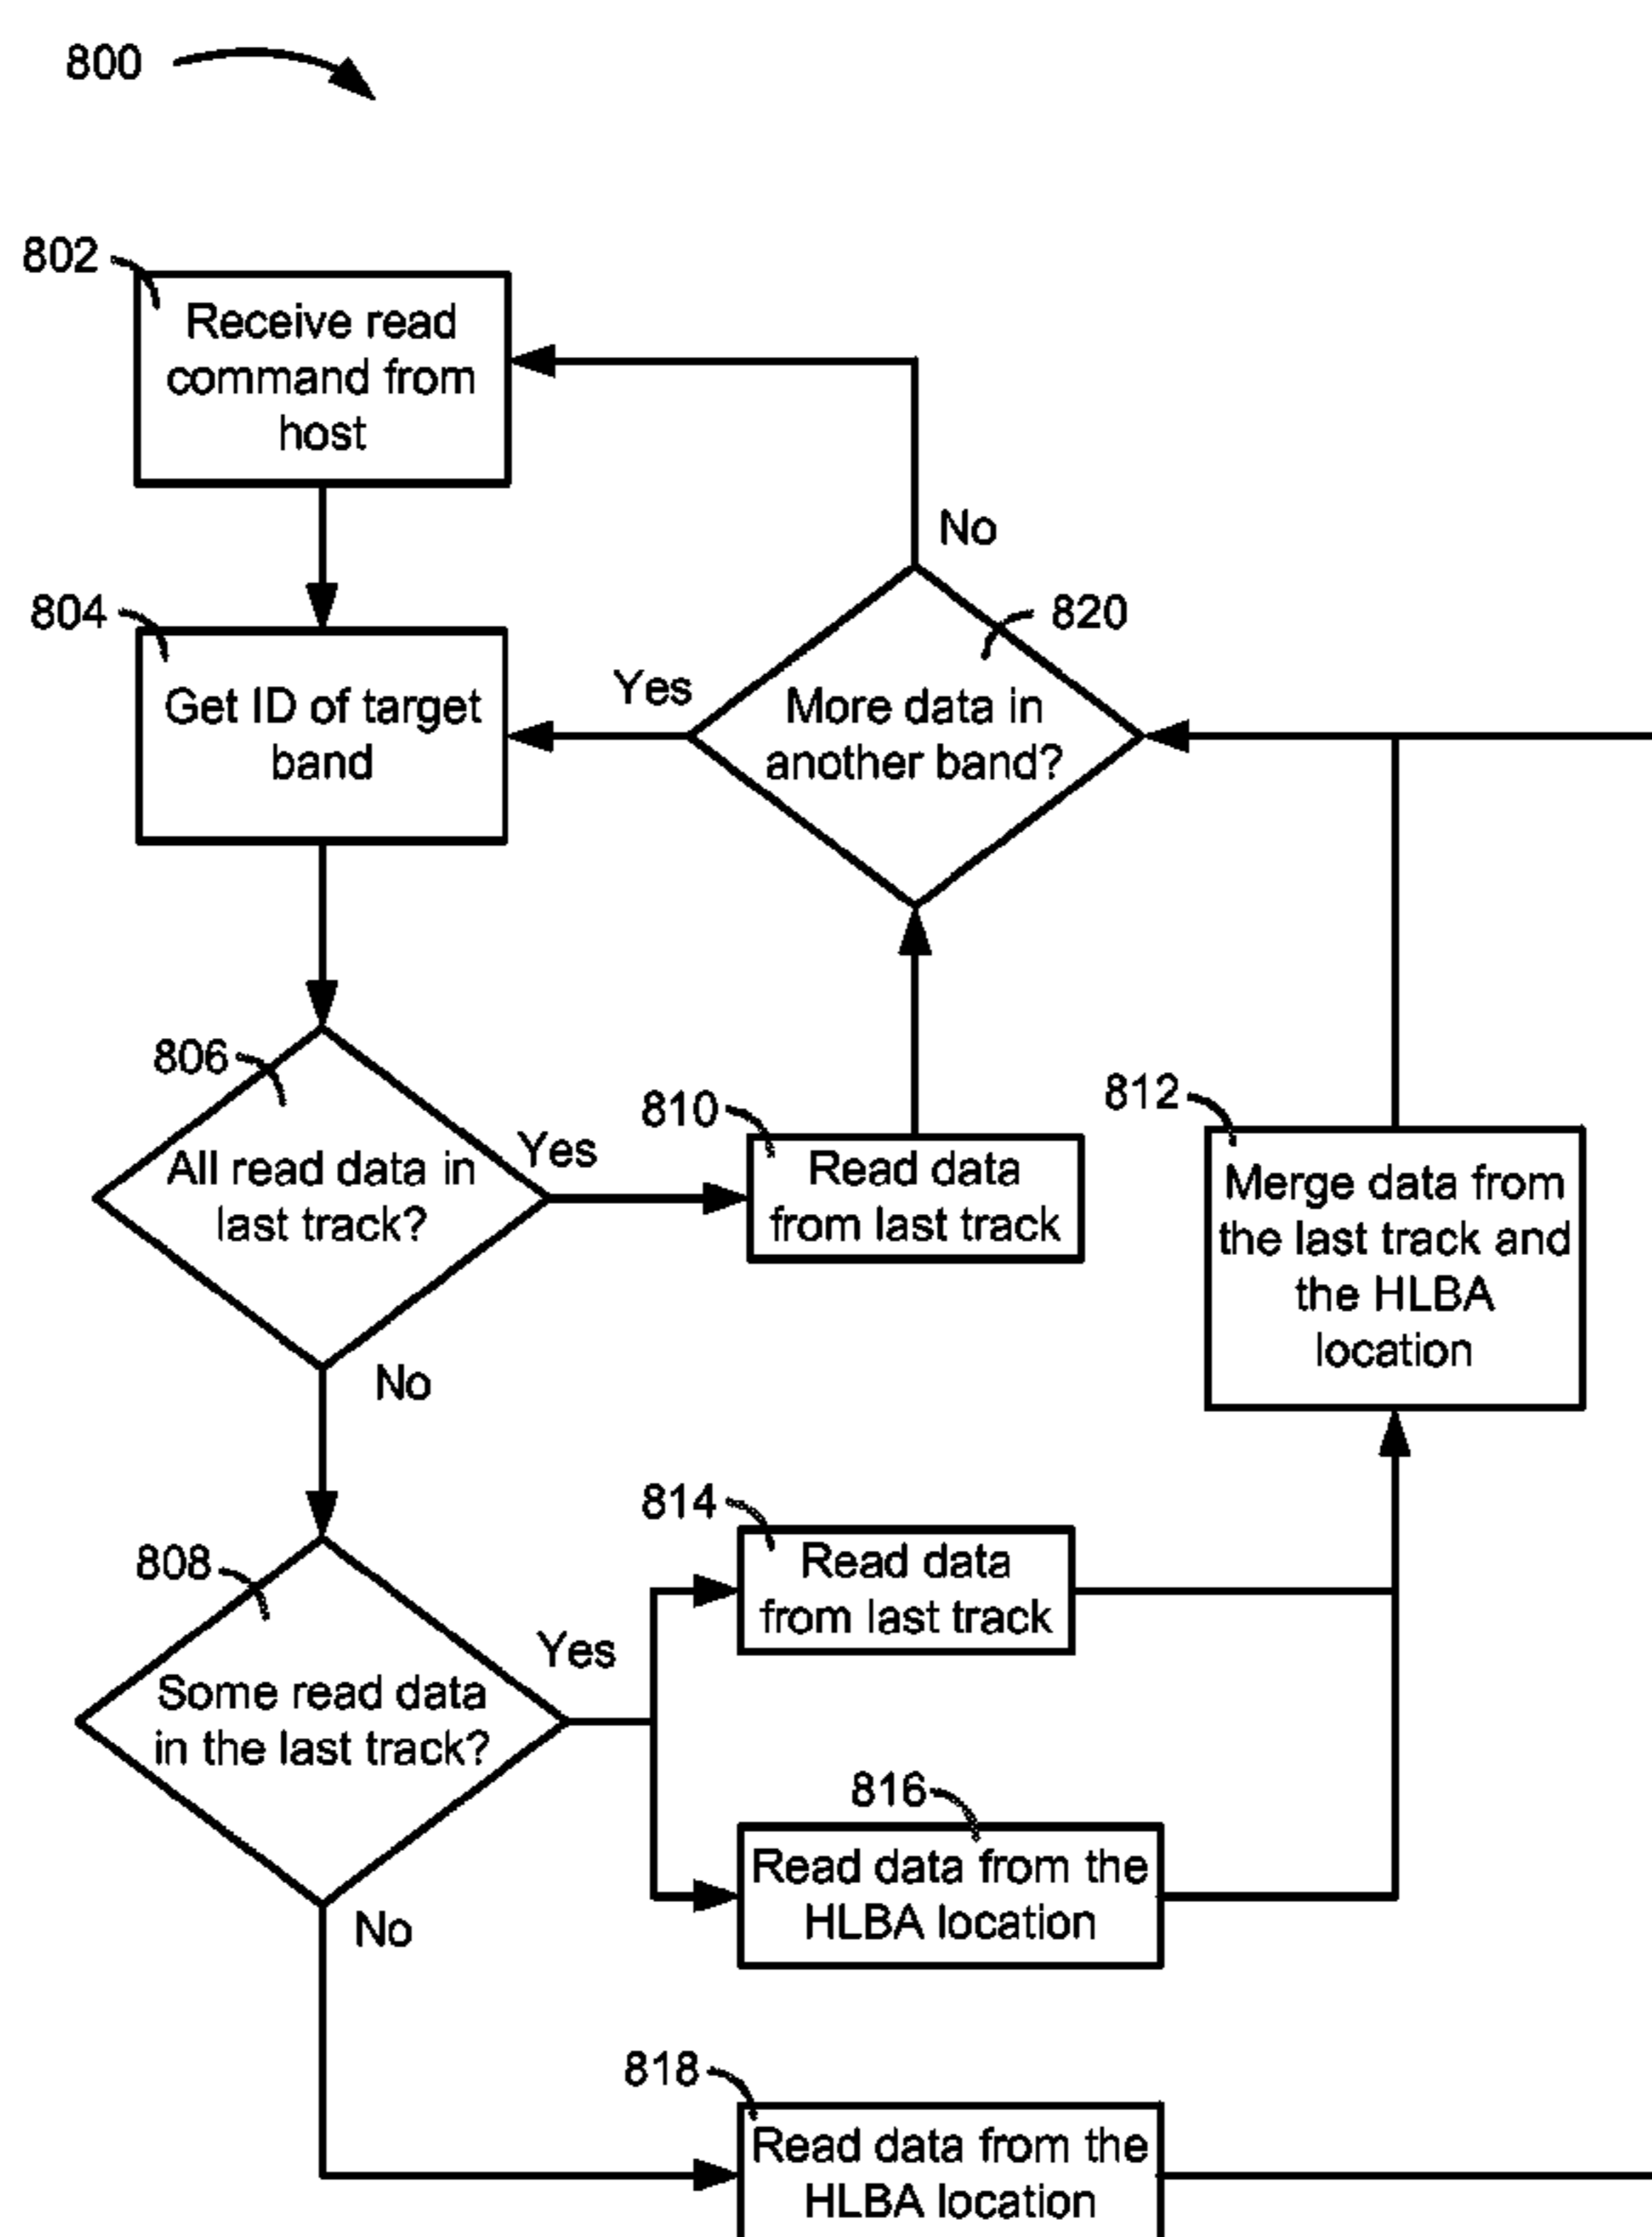 800
802
Receive read
command from
host
No
804
Get ID of target
band
Yes
820
More data in
another band?
806
All read data in
last track?
Yes
No
810
Read data
from last track
812
Merge data from
the last track and
the HLBA
location
808
Some read data
in the last track?
Yes
No
814
Read data
from last track
816
Read data from the
HLBA location
818
Read data from the
HLBA location